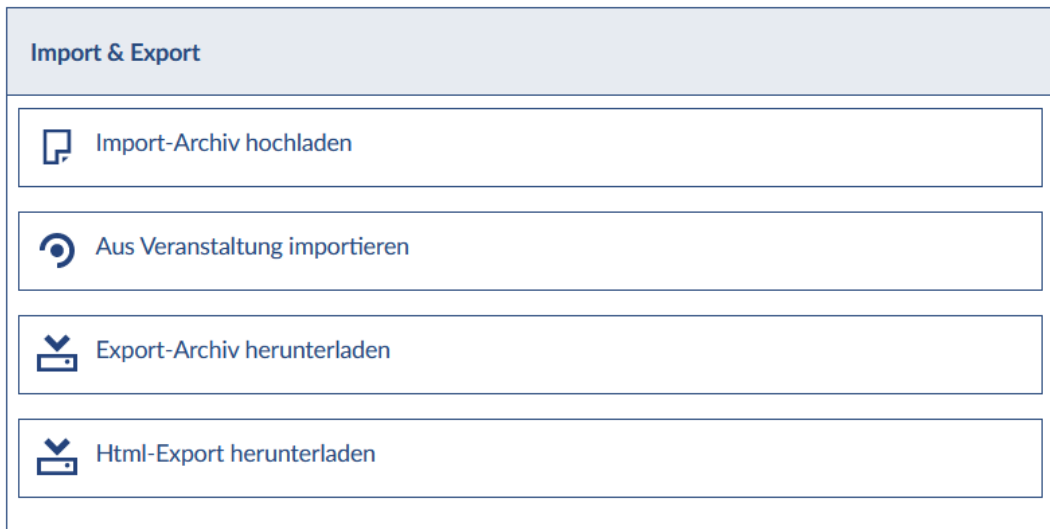 Import & Export
Import-Archiv hochladen
Aus Veranstaltung importieren
Export-Archiv herunterladen
Html-Export herunterladen